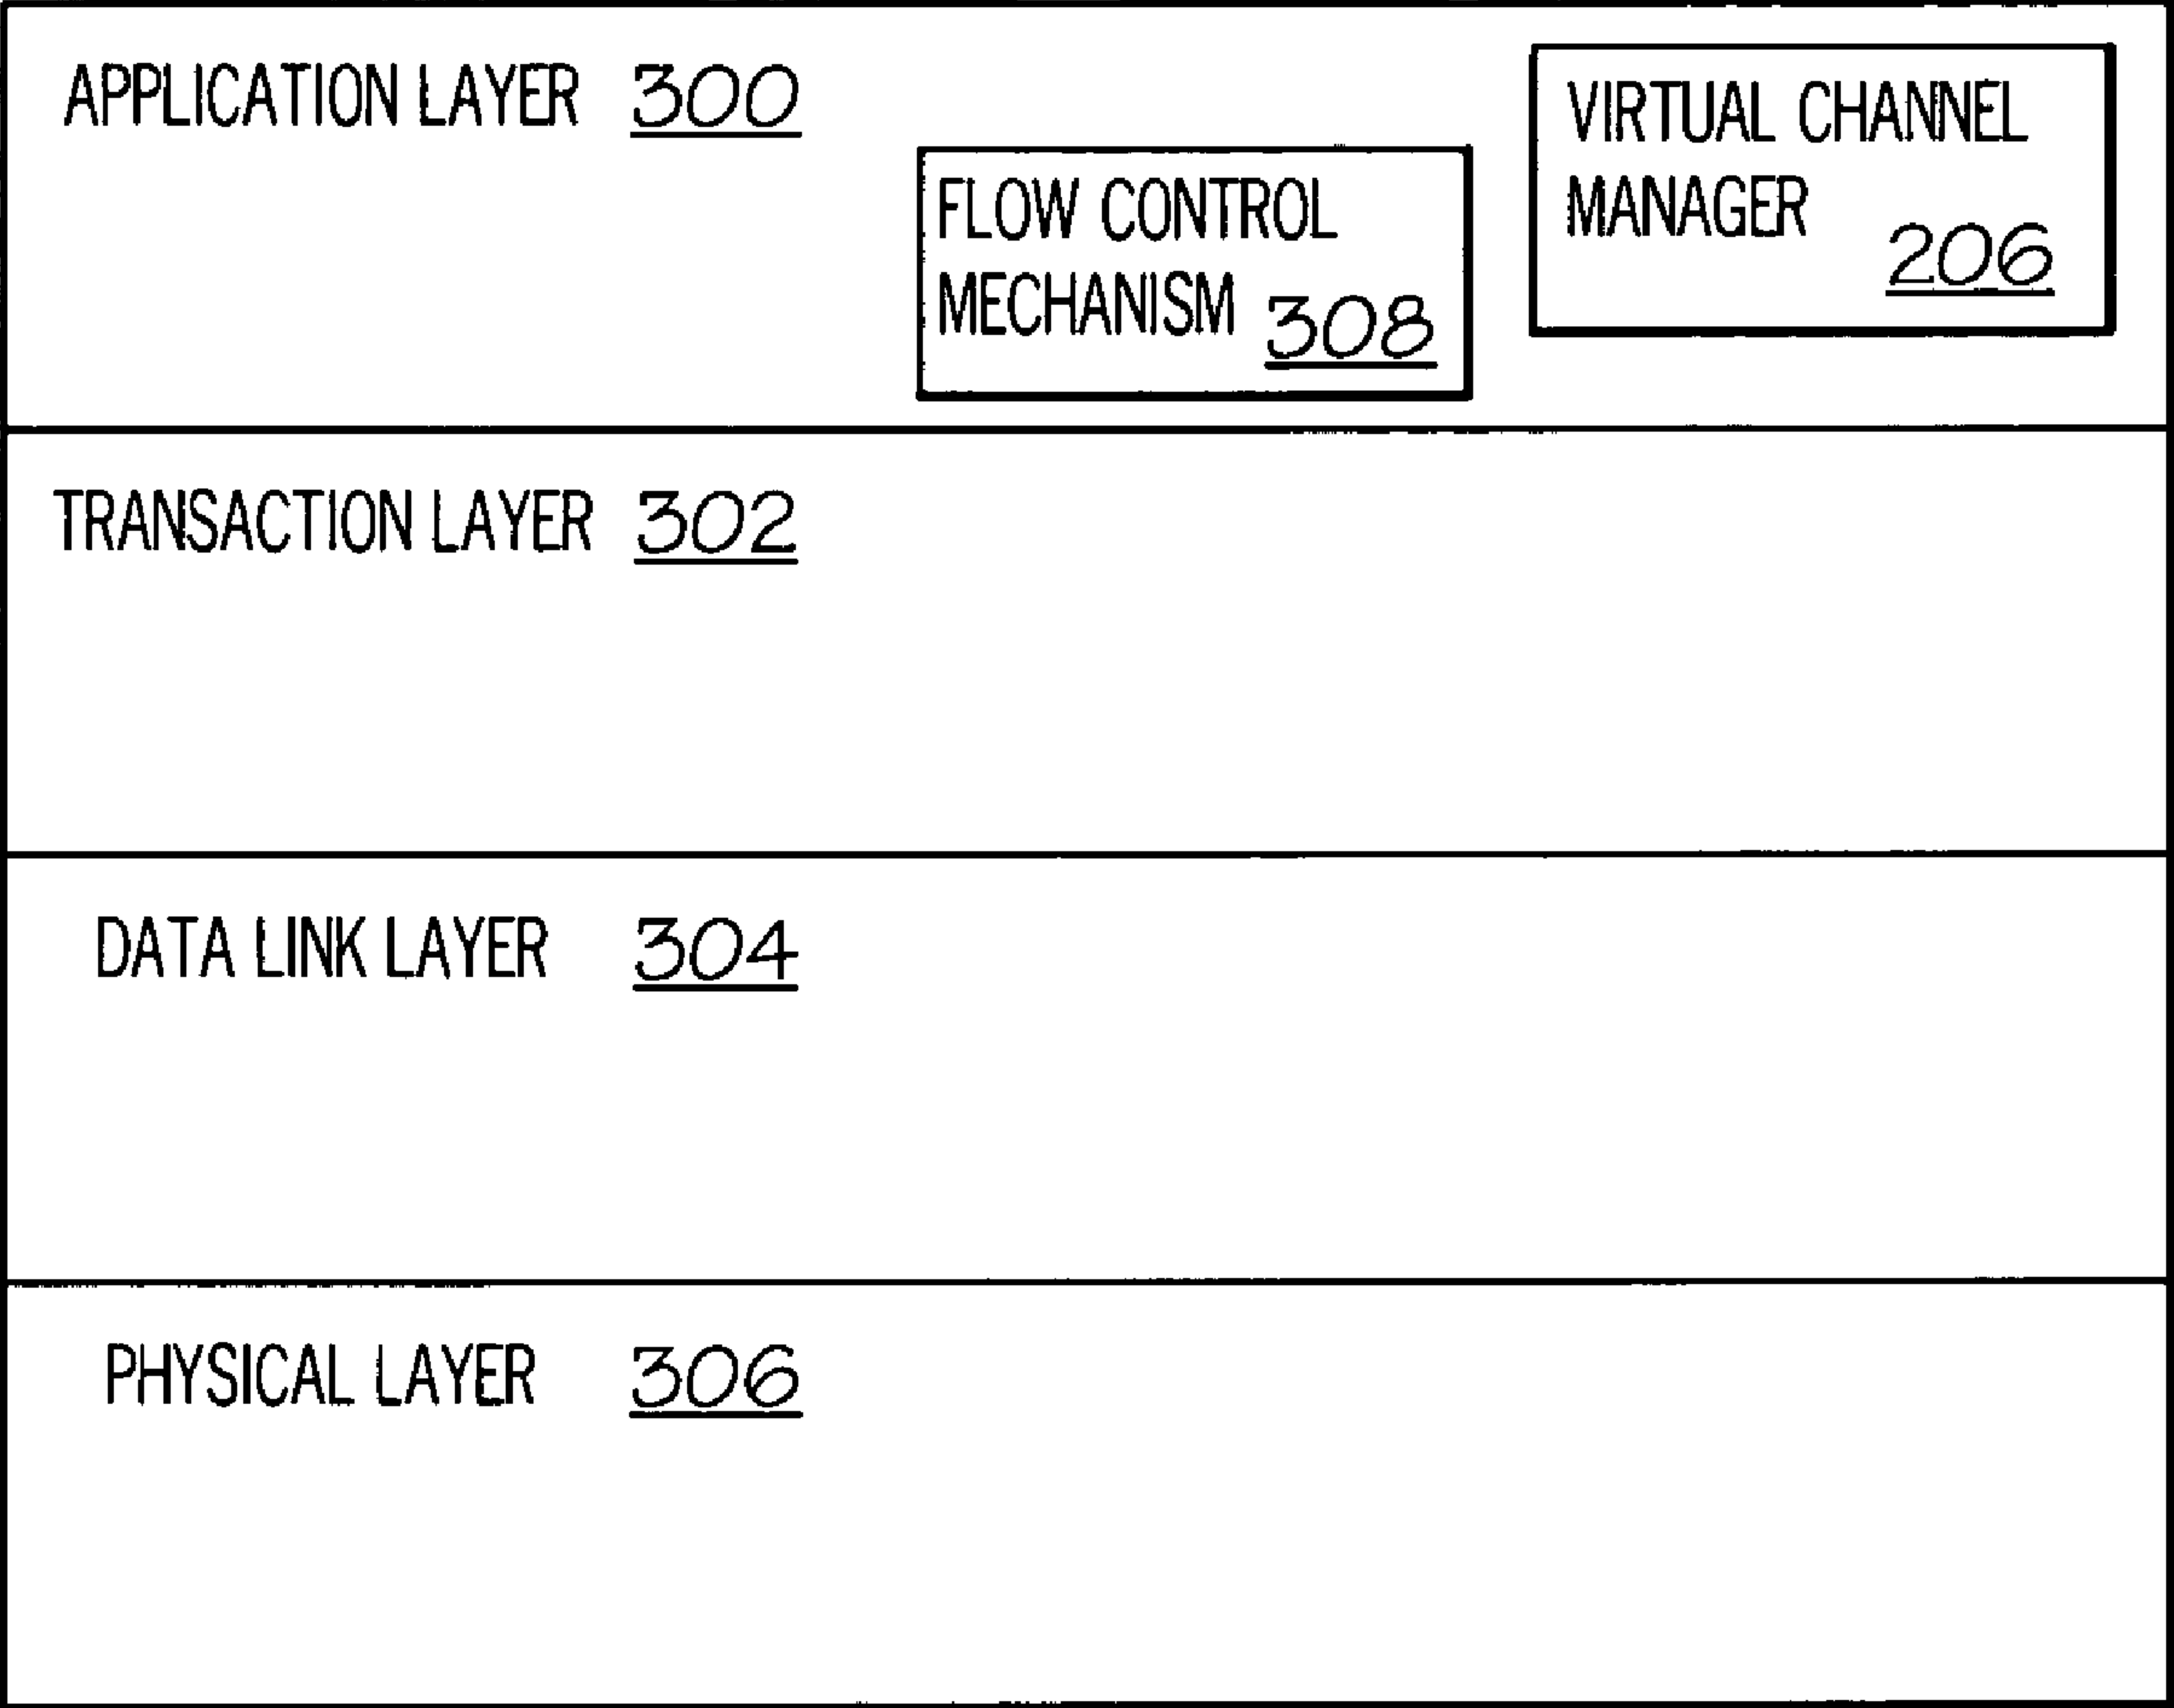 APPLICATION LAYER 300
FLOW CONTROL
MECHANISM 308
VIRTUAL CHANNEL
MANAGER 206
TRANSACTION LAYER 302
DATA LINK LAYER 304
PHYSICAL LAYER 306